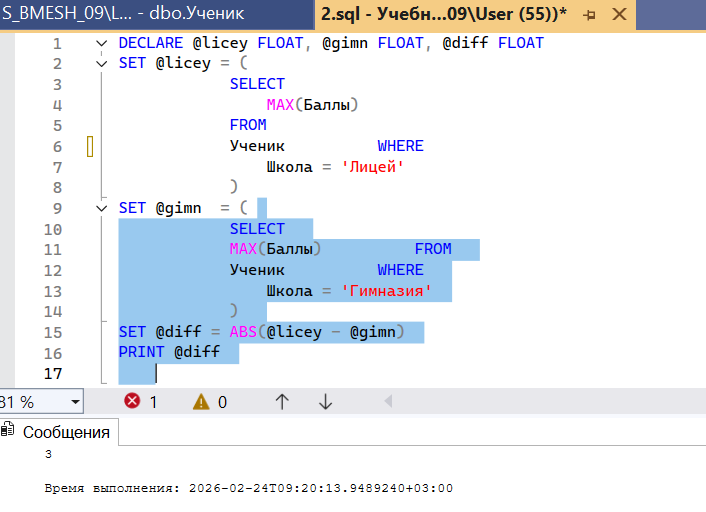 S_BMESH_09\L... - dbo.Ученик
2.sql - Учебн...09\User (55))*
1 DECLARE @licey FLOAT, @gimn FLOAT, @diff FLOAT
2 SET @licey = (
3 SELECT
4 MAX(Баллы)
5 FROM
6 Ученик WHERE
7 Школа = 'Лицей'
8 )
9 SET @gimn = (
10 SELECT
11 MAX(Баллы) FROM
12 Ученик WHERE
13 Школа = 'Гимназия'
14 )
15 SET @diff = ABS(@licey - @gimn)
16 PRINT @diff
17
81 % 1 0
Сообщения
3
Время выполнения: 2026-02-24T09:20:13.9489240+03:00